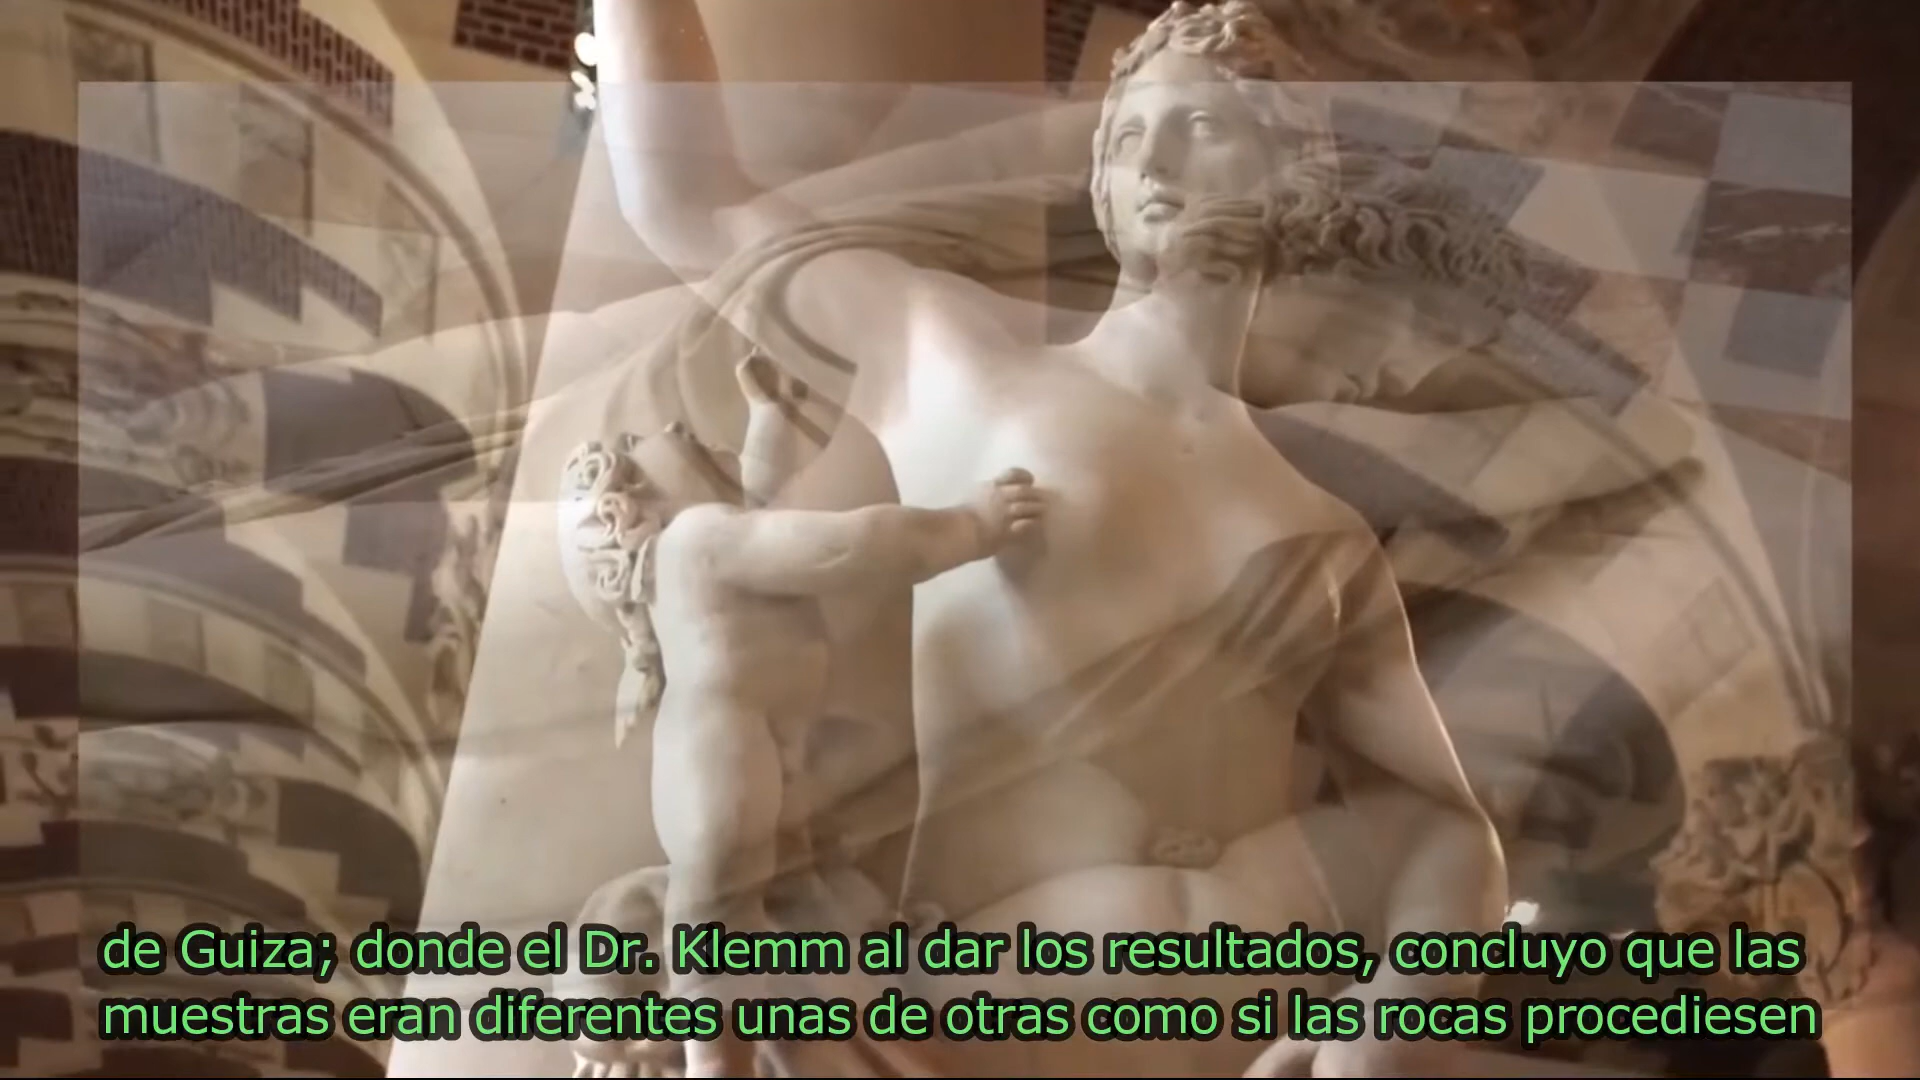 de Guiza; donde el Dr. Klemm al dar los resultados, concluyo que las
muestras eran diferentes unas de otras como si las rocas procediesen